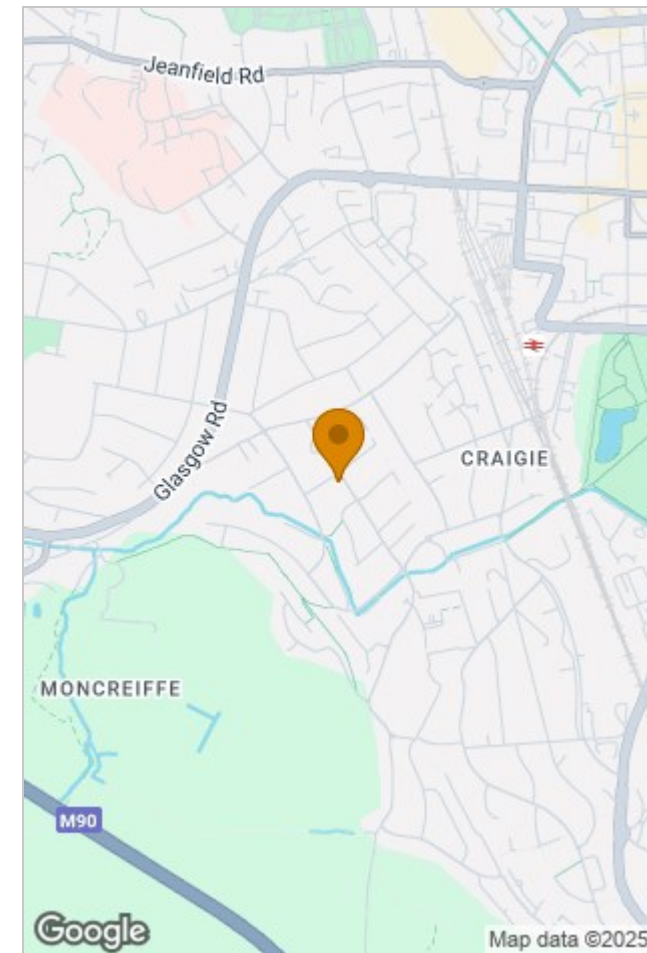 Jeanfield Rd
Glasgow Rd
CRAIGIE
MONCREIFFE
M90
Google
Map data ©2025